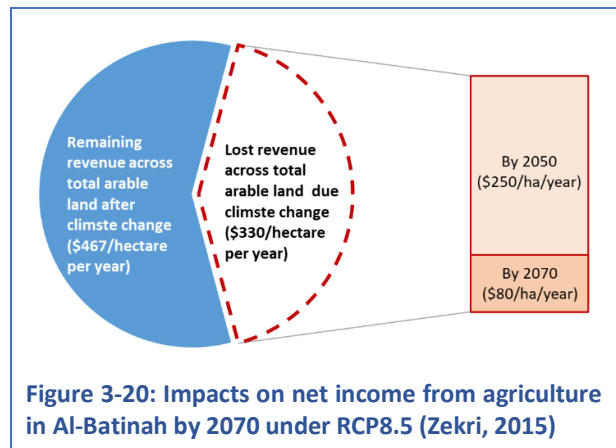 Remaining
revenue across
total arable
land after
climste change
($467/hectare
per year)
Lost revenue
across total
arable land due
climste change
($330/hectare
per year)
By 2050
($250/ha/year)
By 2070
($80/ha/year)
Figure 3-20: Impacts on net income from agriculture
in Al-Batinah by 2070 under RCP8.5 (Zekri, 2015)